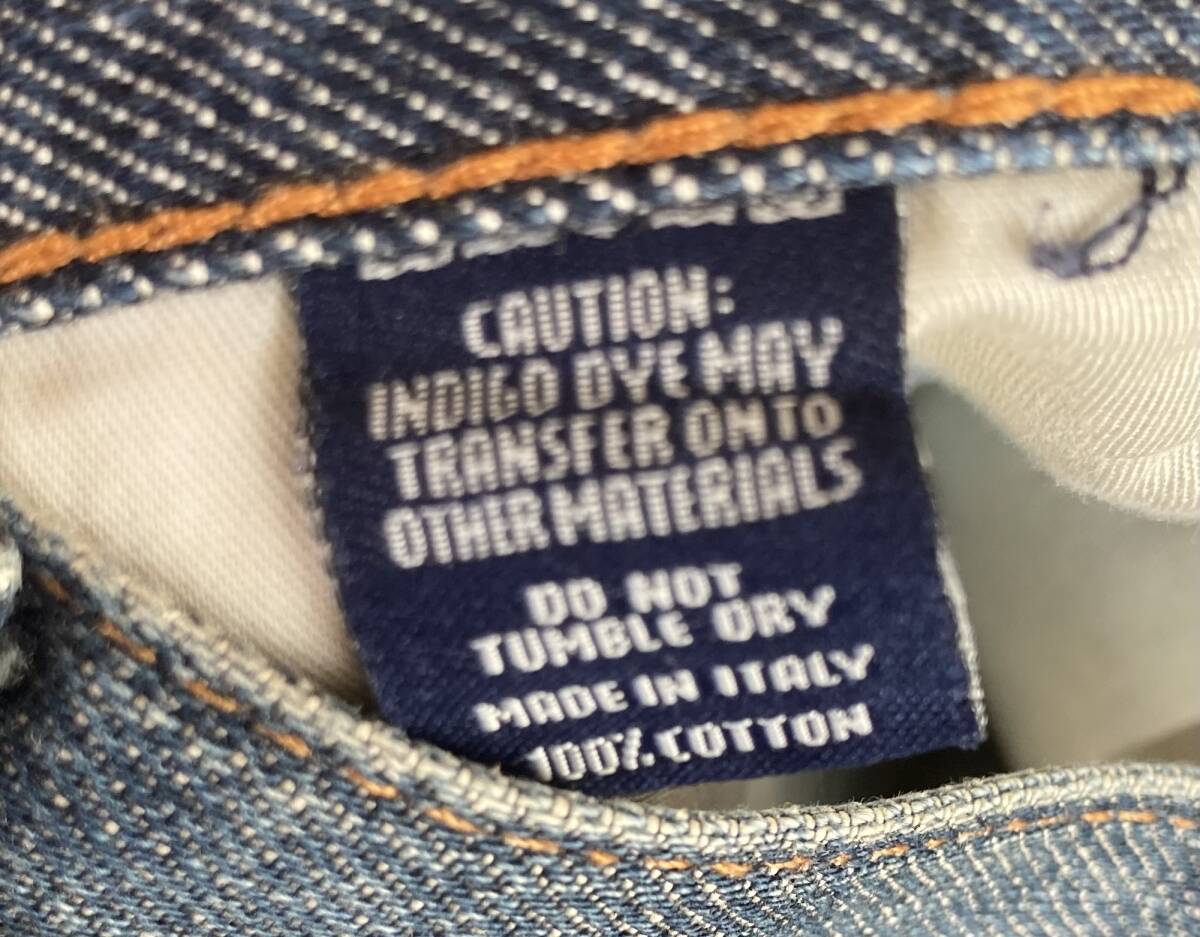 CAUTION:
INDIGO DYE MAY
TRANSFER ONTO
OTHER MATERIALS
DO NOT
TUMBLE DRY
MADE IN ITALY
100% COTTON